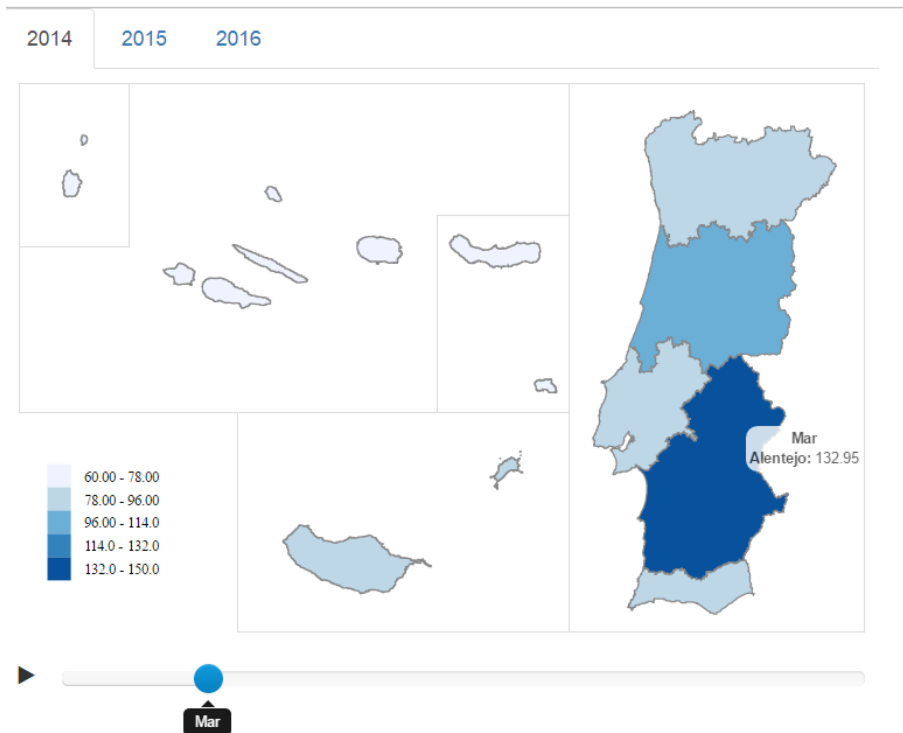 2014 2015 2016
Mar
Alentejo: 132.95
60.00 - 78.00
78.00 - 96.00
96.00 - 114.0
114.0 - 132.0
132.0 - 150.0
Mar